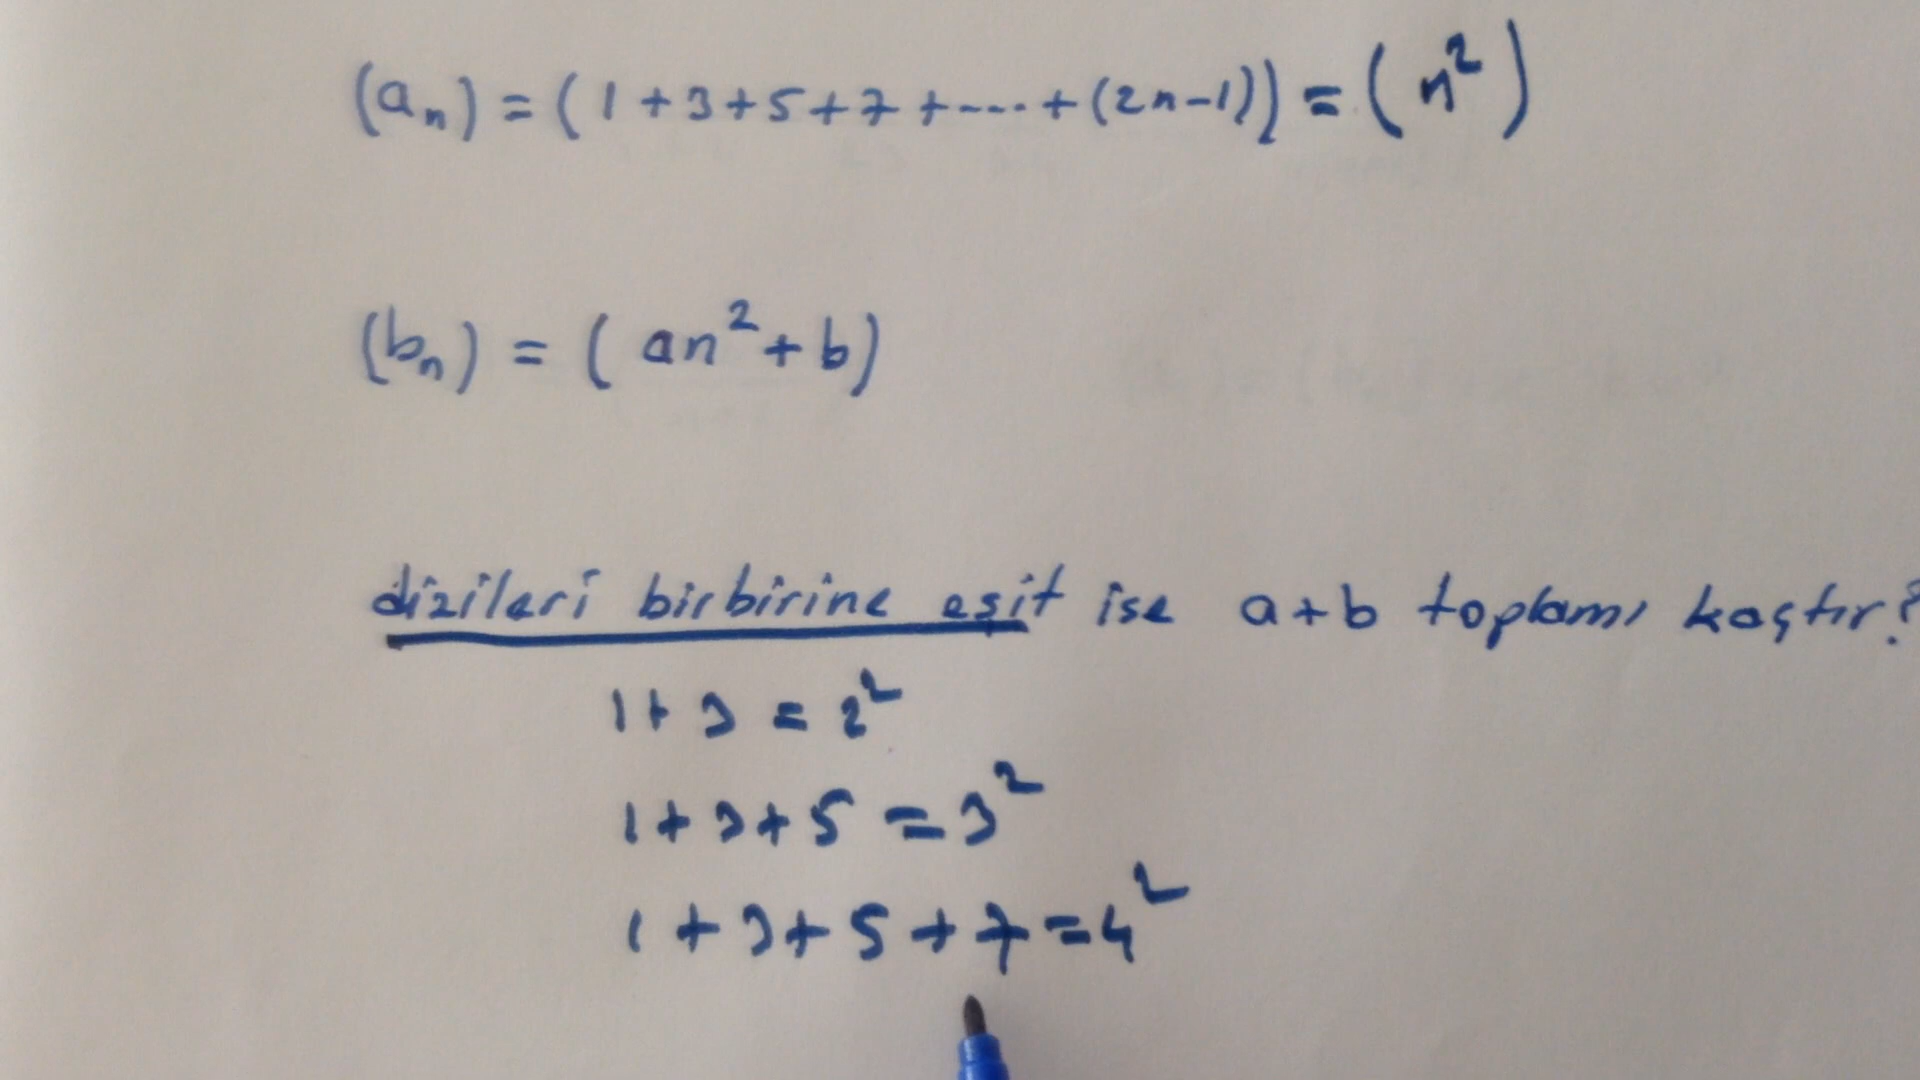 (aₙ) = (1+3+5+7+----+(2n-1)) = (n²)
(bₙ) = (an²+b)
dizileri birbirine eşit ise a+b toplamı kaçtır?
1+3 = 2²
1+3+5 = 3²
1+3+5+7=4²